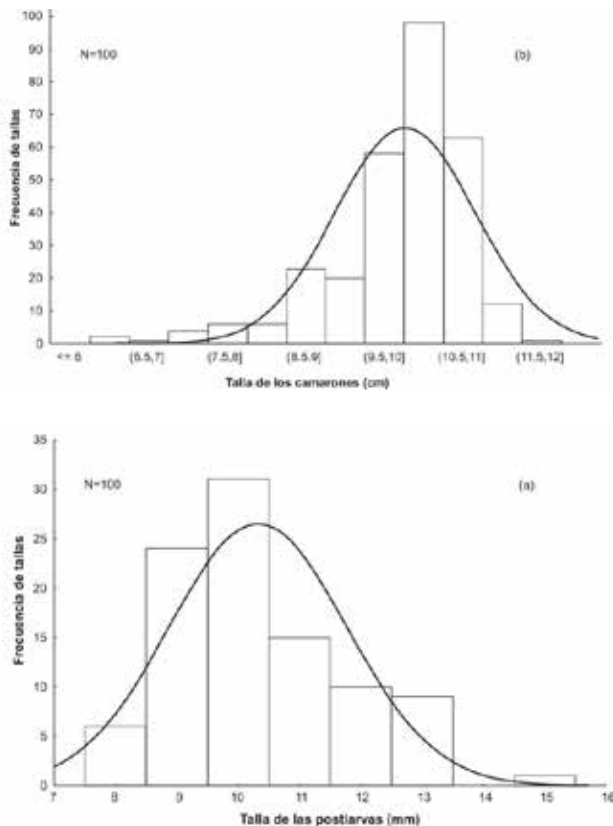 100
90
N=100
(b)
80
70
60
50
40
30
20
10
0
Frecuencia de tallas
<= 6
(6.5,7]
(7.5,8]
(8.5,9]
(9.5,10]
(10.5,11]
(11.5,12]
Talla de los camarones (cm)
35
30
N=100
(a)
25
20
15
10
5
0
Frecuencia de tallas
7 8 9 10 11 12 13 14 15 16
Talla de las postlarvas (mm)